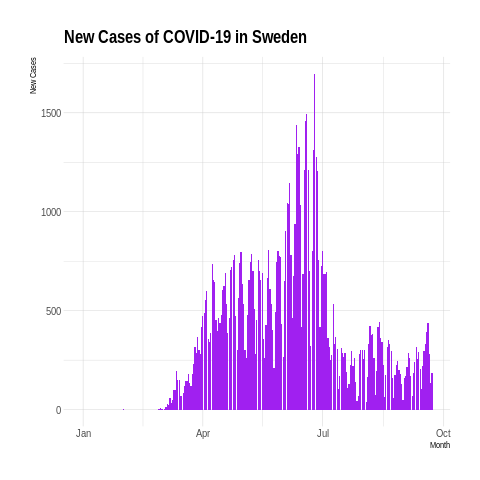 New Cases of COVID-19 in Sweden
New Cases
1500
1000
500
0
Jan Apr Jul Oct
Month